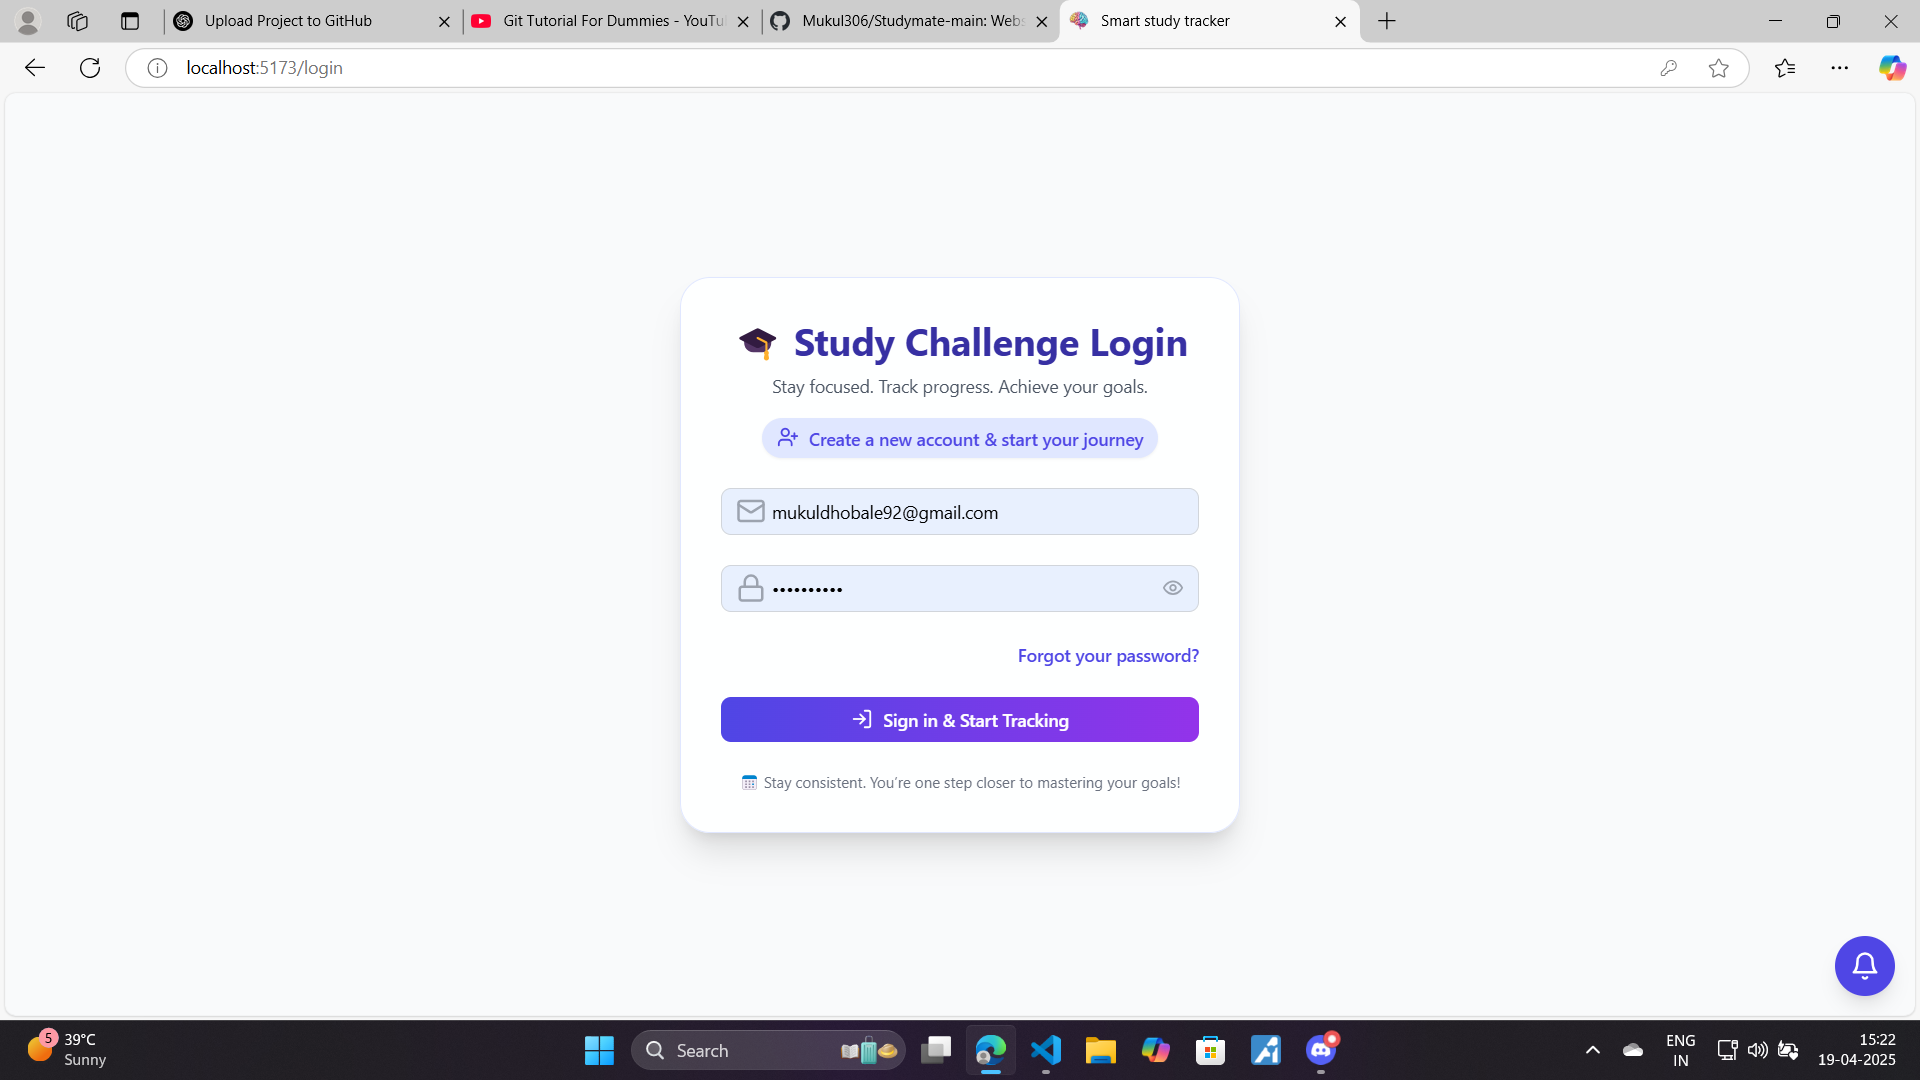 Upload Project to GitHub
Git Tutorial For Dummies - YouTu
Mukul306/Studymate-main: Webs
Smart study tracker
localhost:5173/login
Study Challenge Login
Stay focused. Track progress. Achieve your goals.
Create a new account & start your journey
mukuldhobale92@gmail.com
••••••••••
Forgot your password?
Sign in & Start Tracking
Stay consistent. You're one step closer to mastering your goals!
5
39°C
Sunny
Search
ENG
IN
15:22
19-04-2025